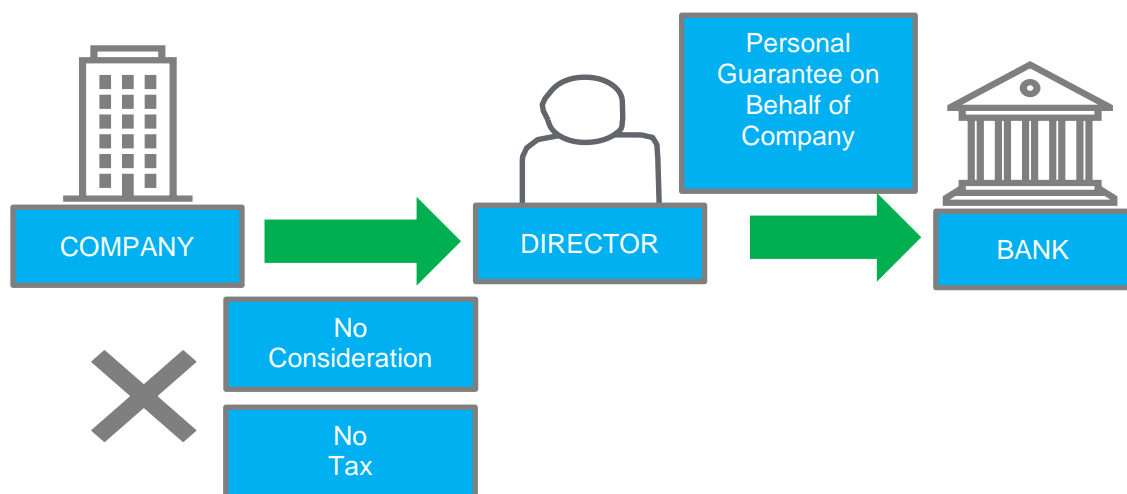 Personal
Guarantee on
Behalf of
Company
COMPANY
DIRECTOR
BANK
No
Consideration
No
Tax